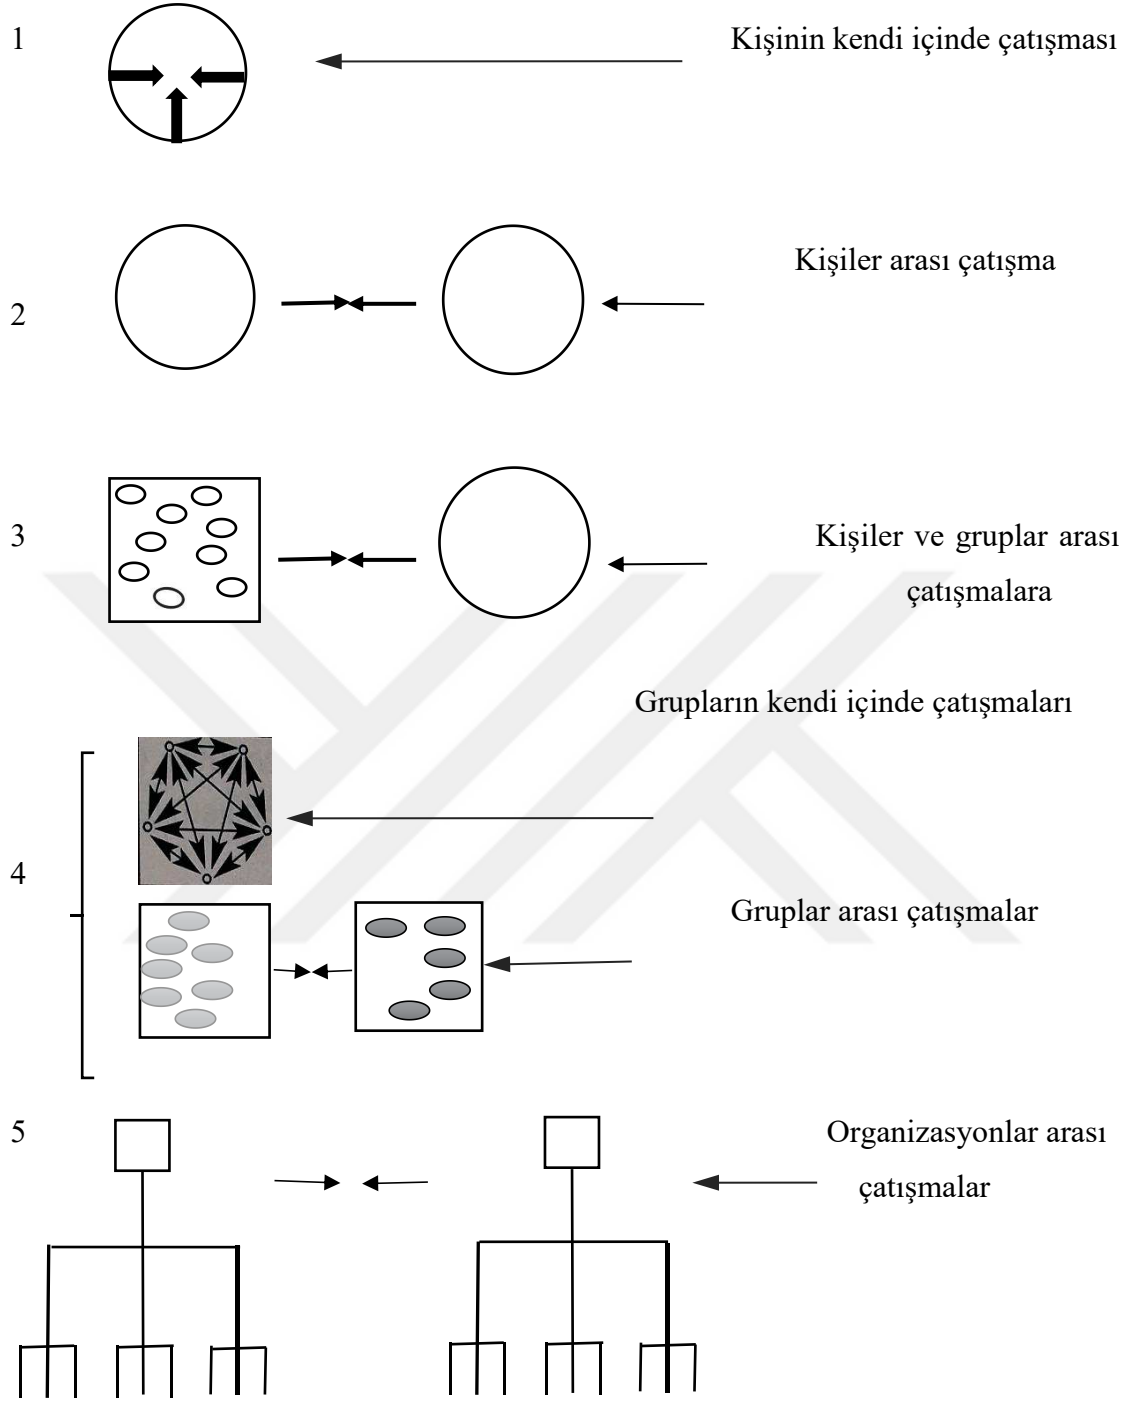 1
Kişinin kendi içinde çatışması
Kişiler arası çatışma
2
3
Kişiler ve gruplar arası
çatışmalara
Grupların kendi içinde çatışmaları
4
Gruplar arası çatışmalar
5
Organizasyonlar arası
çatışmalar